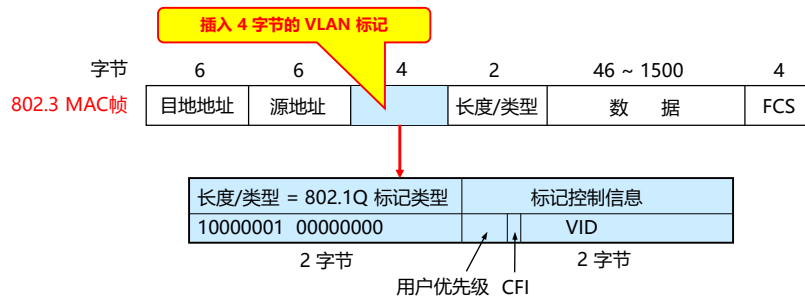 插入 4 字节的 VLAN 标记
字节 6 6 4 2 46 ~ 1500 4
802.3 MAC帧 目地地址 源地址 长度/类型 数 据 FCS
长度/类型 = 802.1Q 标记类型 标记控制信息
10000001 00000000 VID
2 字节 2 字节
用户优先级 CFI